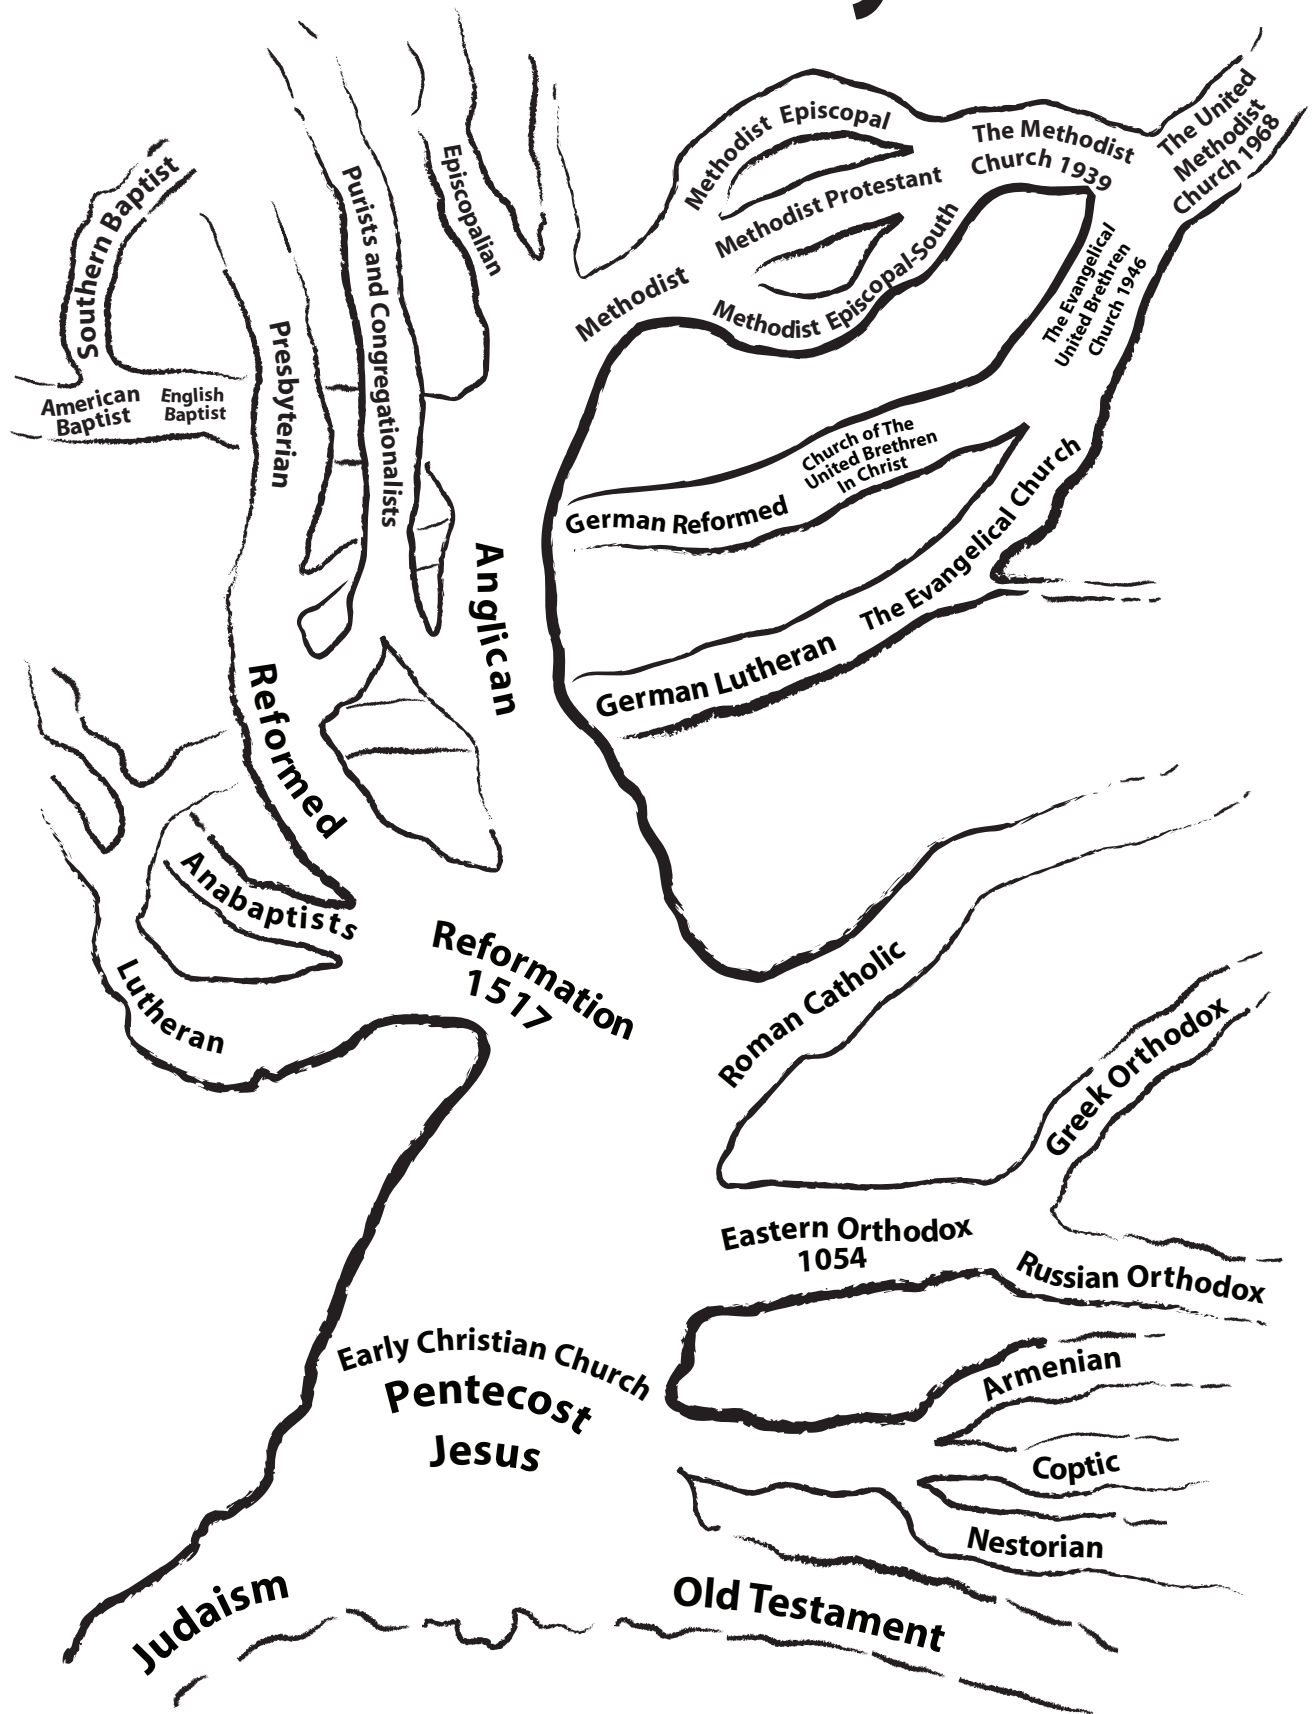 Methodist Episcopal
The Methodist
Church 1939
The United
Methodist
Church 1968
Methodist Protestant
Methodist Episcopal-South
Methodist
The Evangelical
United Brethren
Church 1946
Episcopalian
Purists and Congregationalists
Southern Baptist
Presbyterian
American
Baptist
English
Baptist
Church of The
United Brethren
In Christ
German Reformed
The Evangelical Church
German Lutheran
Anglican
Reformed
Anabaptists
Lutheran
Reformation
1517
Roman Catholic
Greek Orthodox
Eastern Orthodox
1054
Russian Orthodox
Early Christian Church
Pentecost
Jesus
Armenian
Coptic
Nestorian
Judaism
Old Testament